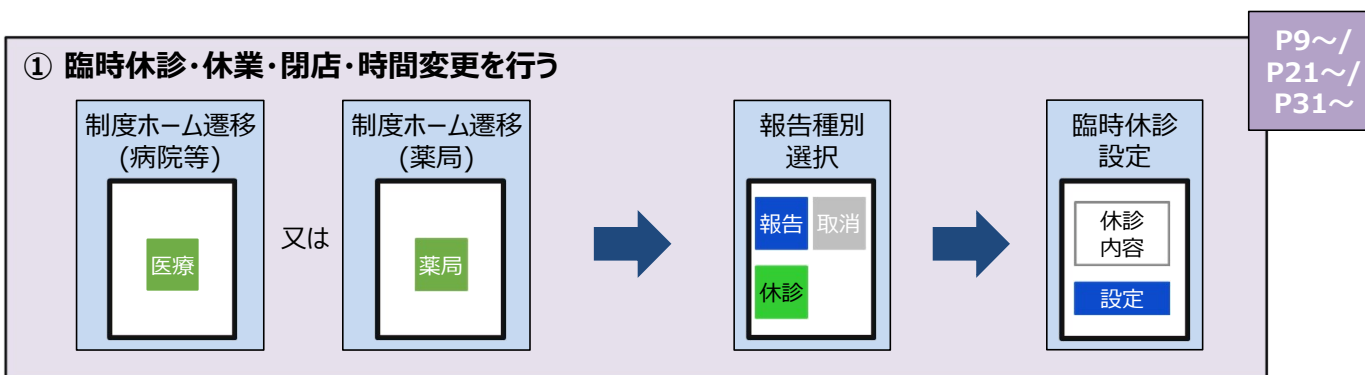 P9～/
P21～/
P31～
① 臨時休診・休業・閉店・時間変更を行う
制度ホーム遷移
(病院等)
医療
又は
制度ホーム遷移
(薬局)
薬局
報告種別
選択
報告 取消
休診
臨時休診
設定
休診
内容
設定